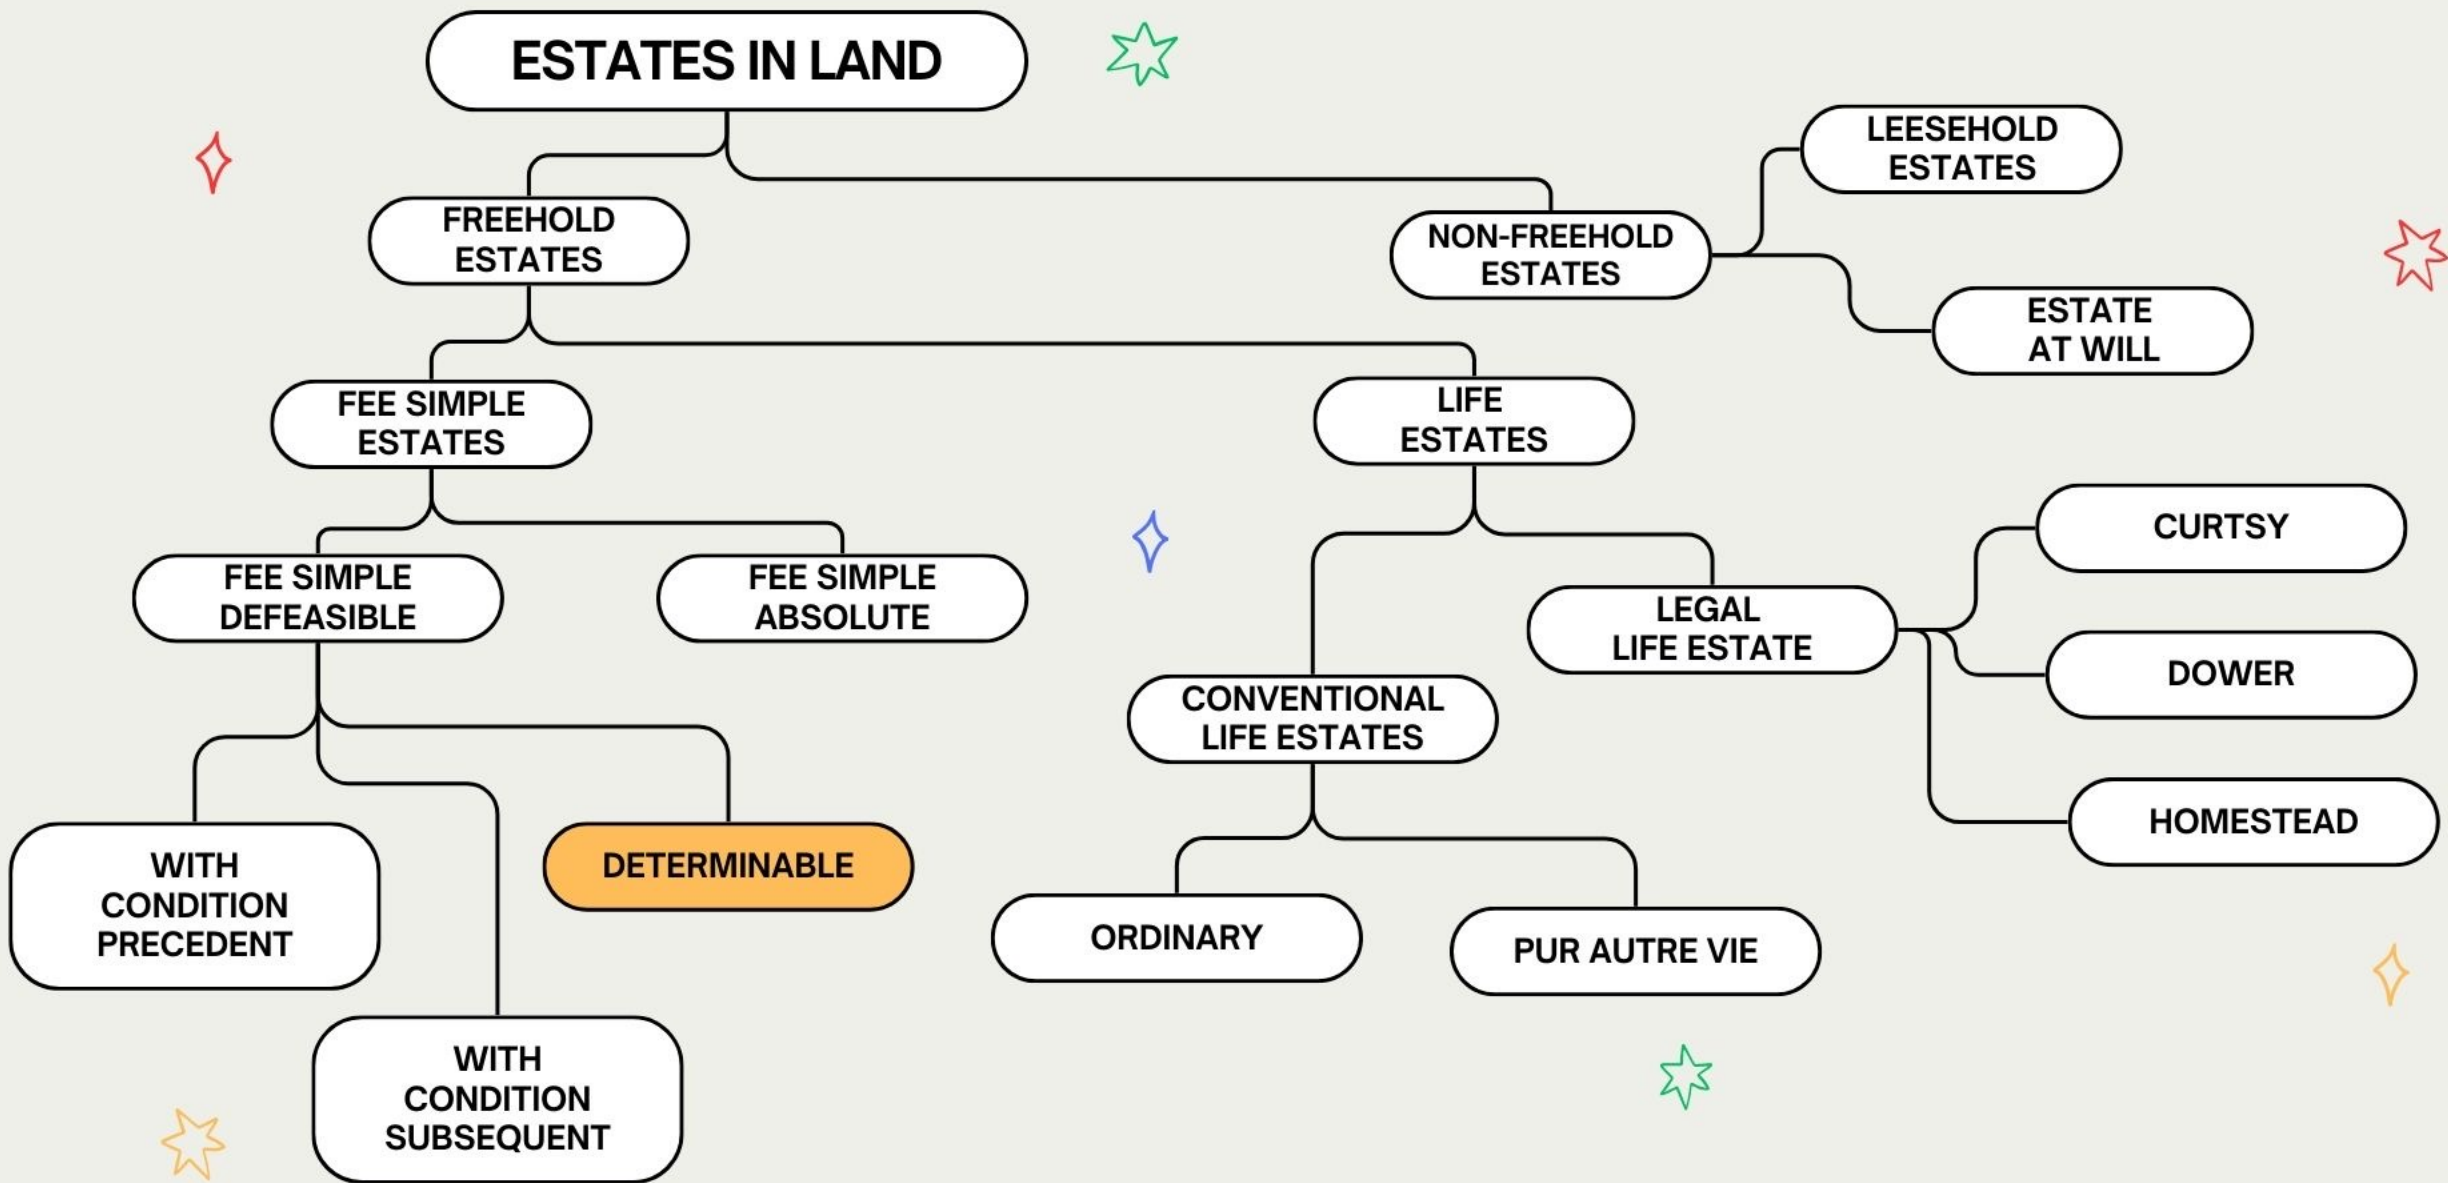 ESTATES IN LAND
LEESEHOLD
ESTATES
FREEHOLD
ESTATES
NON-FREEHOLD
ESTATES
ESTATE
AT WILL
FEE SIMPLE
ESTATES
LIFE
ESTATES
CURTSY
FEE SIMPLE
DEFEASIBLE
FEE SIMPLE
ABSOLUTE
LEGAL
LIFE ESTATE
DOWER
CONVENTIONAL
LIFE ESTATES
HOMESTEAD
WITH
CONDITION
PRECEDENT
DETERMINABLE
ORDINARY
PUR AUTRE VIE
WITH
CONDITION
SUBSEQUENT